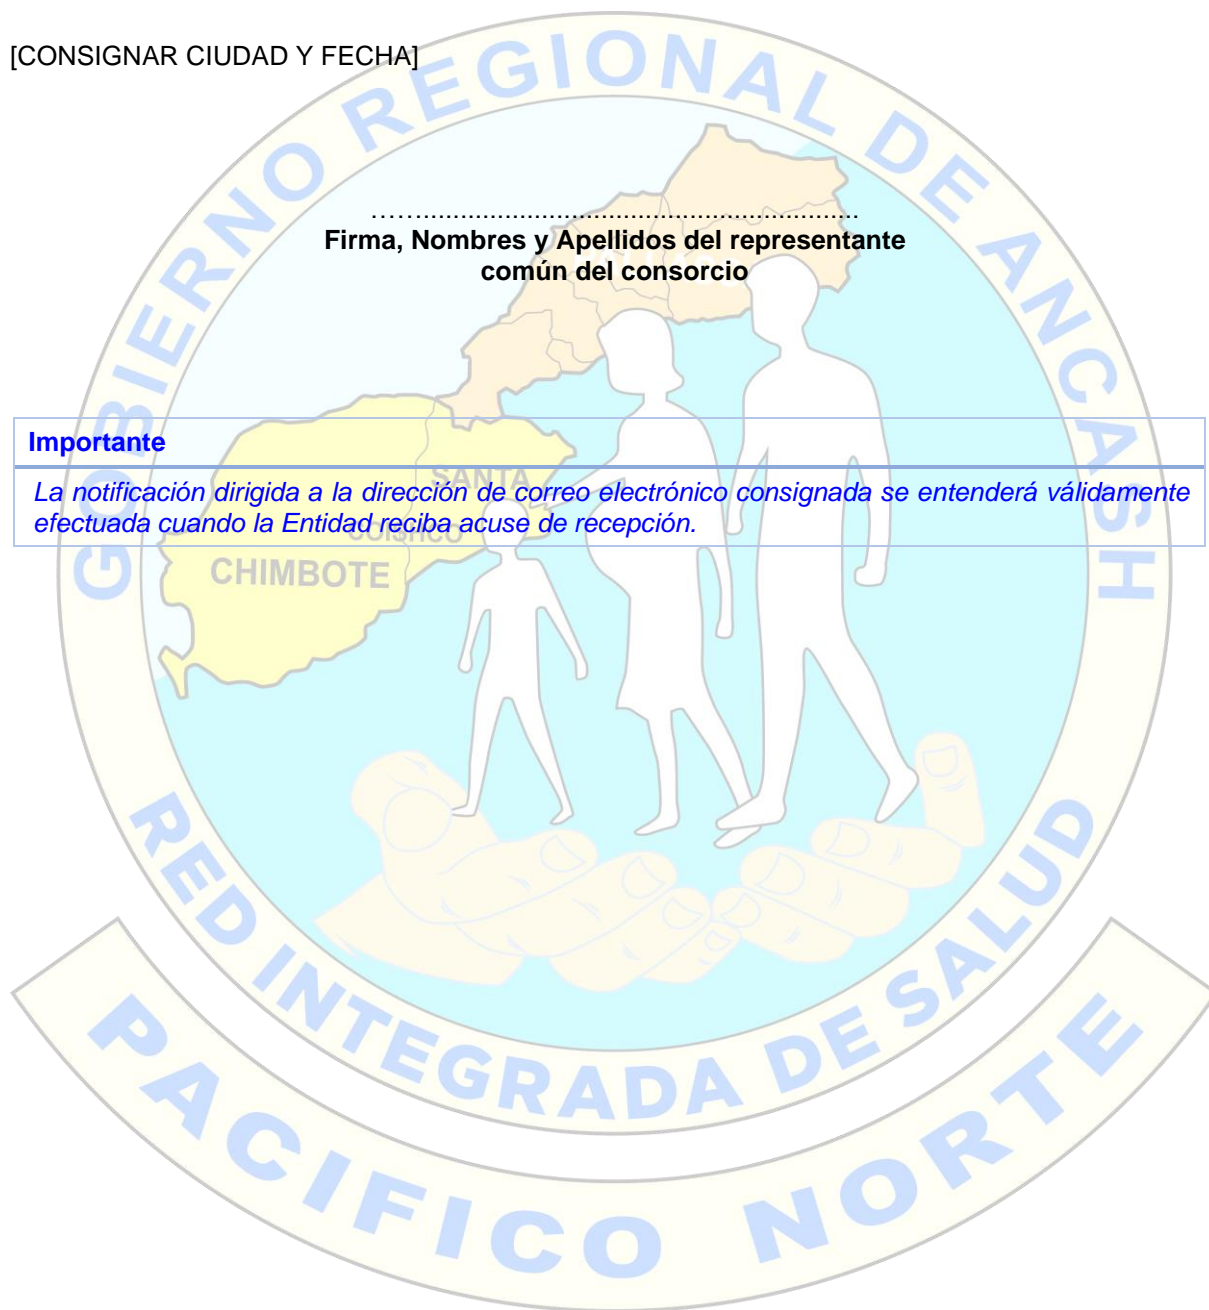 [CONSIGNAR CIUDAD Y FECHA]
GOBIERNO REGIONAL DE ANCASH
…….........................................................
Firma, Nombres y Apellidos del representante
común del consorcio
Importante
La notificación dirigida a la dirección de correo electrónico consignada se entenderá válidamente
efectuada cuando la Entidad reciba acuse de recepción.
SANTA
COISHCO
CHIMBOTE
RED INTEGRADA DE SALUD
PACIFICO NORTE